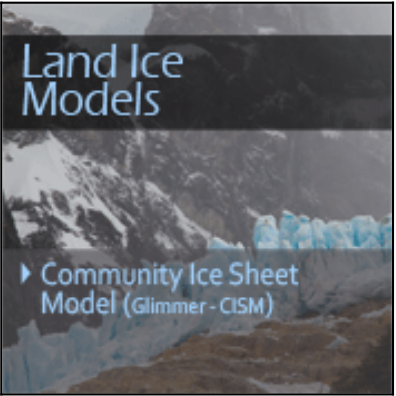 Land Ice
Models
Community Ice Sheet
Model (Glimmer - CISM)